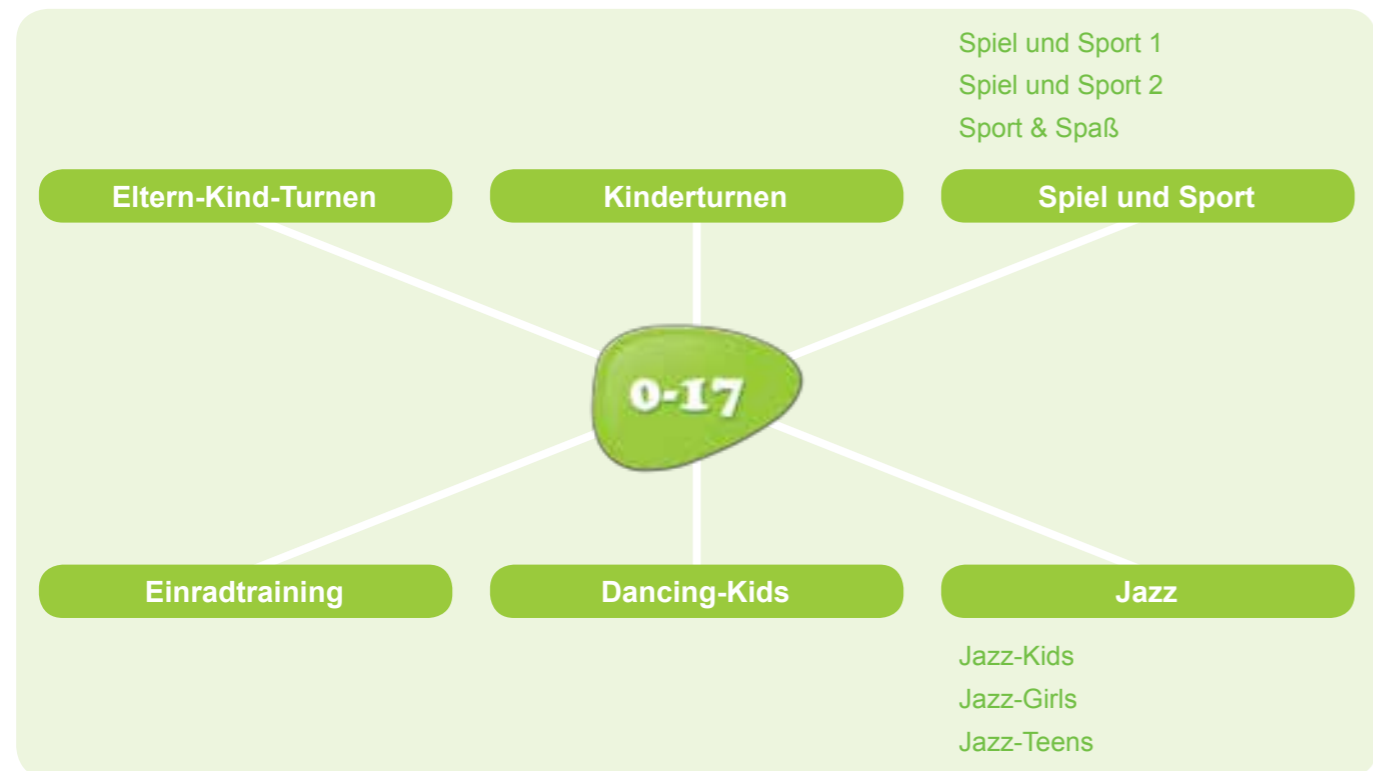 Spiel und Sport 1
Spiel und Sport 2
Sport & Spaß
Eltern-Kind-Turnen
Kinderturnen
Spiel und Sport
0-17
Einradtraining
Dancing-Kids
Jazz
Jazz-Kids
Jazz-Girls
Jazz-Teens